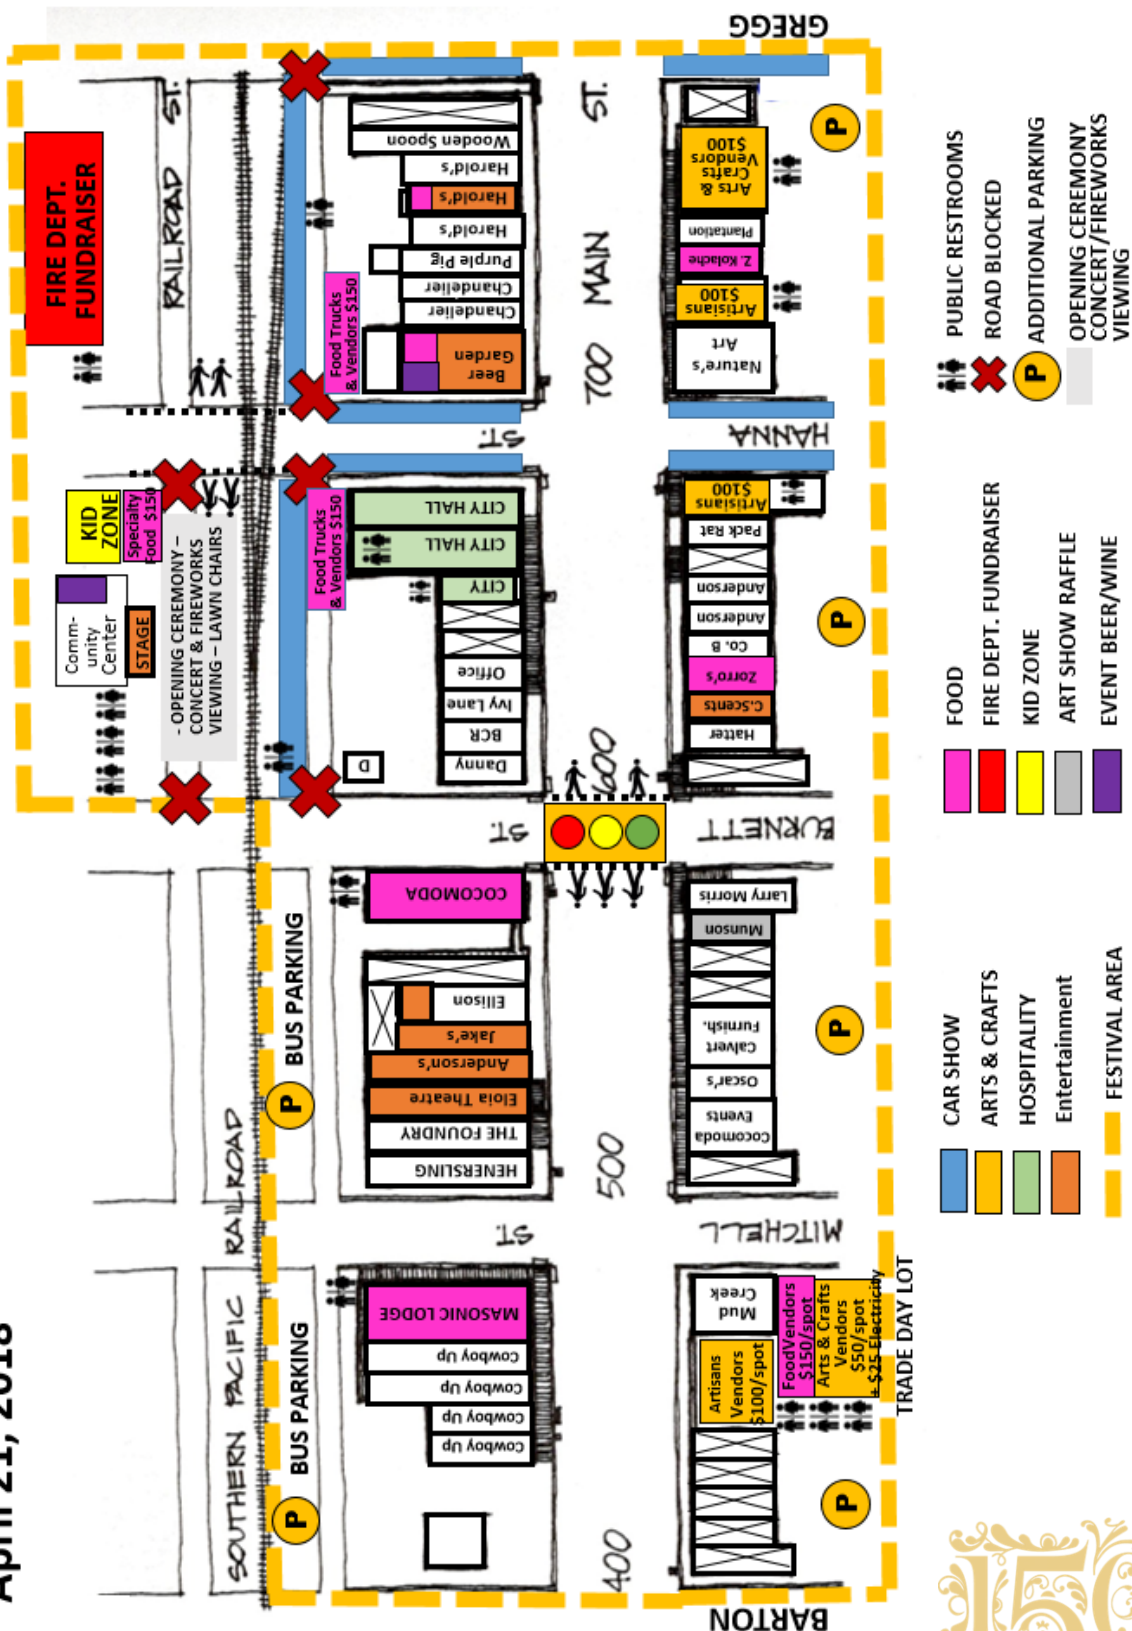 April 21, 2018
FIRE DEPT.
FUNDRAISER
RAILROAD ST.
KID
ZONE
Specialty
Food $150
Comm-
unity
Center
STAGE
- OPENING CEREMONY –
CONCERT & FIREWORKS
VIEWING – LAWN CHAIRS
SOUTHERN PACIFIC RAILROAD
P
BUS PARKING
P
BUS PARKING
Food Trucks
& Vendors $150
Food Trucks
& Vendors $150
Cowboy Up
Cowboy Up
Cowboy Up
Cowboy Up
MASONIC LODGE
HENERSLING
THE FOUNDRY
Eloia Theatre
Anderson's
Jake's
Ellison
COCOMODA
D
Danny
BCR
Ivy Lane
Office
CITY
CITY HALL
CITY HALL
Beer
Garden
Chandelier
Chandelier
Purple Pig
Harold's
Harold's
Harold's
Wooden Spoon
400
500
600
700 MAIN ST.
BARTON
MITCHELL ST.
BURNETT ST.
HANNA ST.
GREGG
Artisans
Vendors
$100/spot
Mud
Creek
FoodVendors
$150/spot
Arts & Crafts
Vendors
$50/spot
+ $25 Electricity
TRADE DAY LOT
Cocomoda
Events
Oscar's
Calvert
Furnish.
Munson
Larry Morris
Hatter
C.Scents
Zorro's
Co. B
Anderson
Anderson
Pack Rat
Artisians
$100
Nature's
Art
Artisians
$100
Z. Kolache
Plantation
Arts &
Crafts
Vendors
$100
P
P
P
P
CAR SHOW
ARTS & CRAFTS
HOSPITALITY
Entertainment
FESTIVAL AREA
FOOD
FIRE DEPT. FUNDRAISER
KID ZONE
ART SHOW RAFFLE
EVENT BEER/WINE
PUBLIC RESTROOMS
ROAD BLOCKED
P
ADDITIONAL PARKING
OPENING CEREMONY
CONCERT/FIREWORKS
VIEWING
150